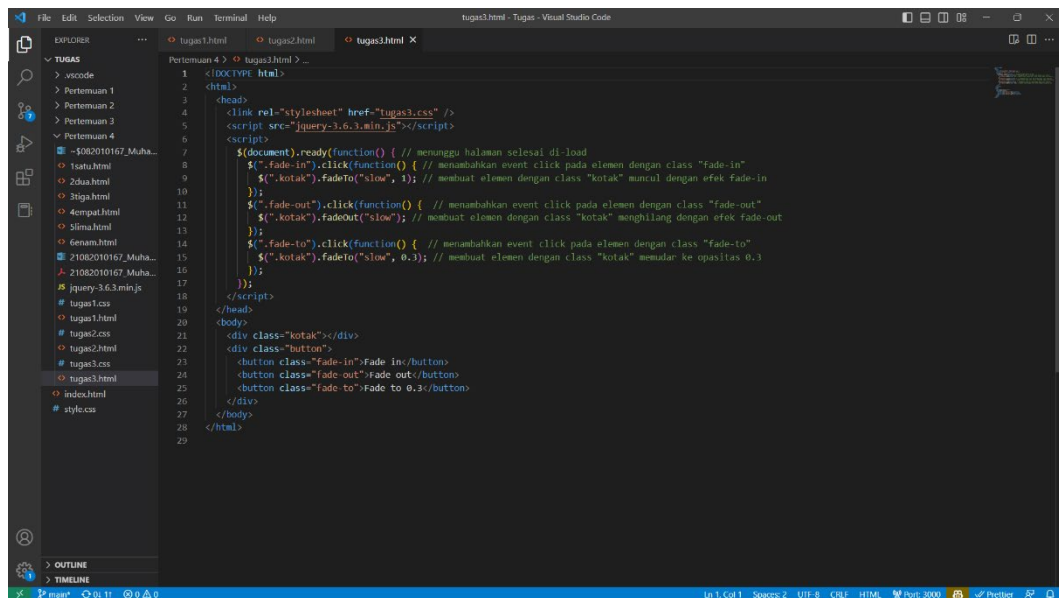 File Edit Selection View Go Run Terminal Help tugas3.html - Tugas - Visual Studio Code
EXPLORER
TUGAS
.vscode
Pertemuan 1
Pertemuan 2
Pertemuan 3
Pertemuan 4
~$082010167_Muha...
1satu.html
2dua.html
3tiga.html
4empat.html
5lima.html
6enam.html
21082010167_Muha...
21082010167_Muha...
jquery-3.6.3.min.js
tugas1.css
tugas1.html
tugas2.css
tugas2.html
tugas3.css
tugas3.html
index.html
style.css
OUTLINE
TIMELINE
tugas1.html tugas2.html tugas3.html
Pertemuan 4 > tugas3.html > ...
1 <!DOCTYPE html>
2 <html>
3 <head>
4 <link rel="stylesheet" href="tugas3.css" />
5 <script src="jquery-3.6.3.min.js"></script>
6 <script>
7 $(document).ready(function() { // menunggu halaman selesai di-load
8 $(".fade-in").click(function() { // menambahkan event click pada elemen dengan class "fade-in"
9 $(".kotak").fadeTo("slow", 1); // membuat elemen dengan class "kotak" muncul dengan efek fade-in
10 });
11 $(".fade-out").click(function() { // menambahkan event click pada elemen dengan class "fade-out"
12 $(".kotak").fadeOut("slow"); // membuat elemen dengan class "kotak" menghilang dengan efek fade-out
13 });
14 $(".fade-to").click(function() { // menambahkan event click pada elemen dengan class "fade-to"
15 $(".kotak").fadeTo("slow", 0.3); // membuat elemen dengan class "kotak" memudar ke opasitas 0.3
16 });
17 });
18 </script>
19 </head>
20 <body>
21 <div class="kotak"></div>
22 <div class="button">
23 <button class="fade-in">Fade in</button>
24 <button class="fade-out">Fade out</button>
25 <button class="fade-to">Fade to 0.3</button>
26 </div>
27 </body>
28 </html>
29
main* 0↓ 1↑ 0 0 Ln 1, Col 1 Spaces: 2 UTF-8 CRLF HTML Port: 3000 Prettier